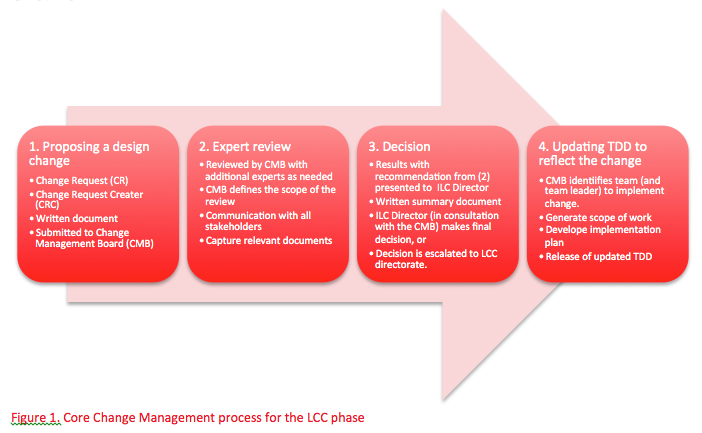 1. Proposing a design
change
• Change Request (CR)
• Change Request Creater
(CRC)
• Written document
• Submitted to Change
Management Board (CMB)
2. Expert review
• Reviewed by CMB with
additional experts as needed
• CMB defines the scope of the
review
• Communication with all
stakeholders
• Capture relevant documents
3. Decision
• Results with
recommendation from (2)
presented to ILC Director
• Written summary document
• ILC Director (in consultation
with the CMB) makes final
decision, or
• Decision is escalated to LCC
directorate.
4. Updating TDD to
reflect the change
• CMB identifies team (and
team leader) to implement
change.
• Generate scope of work
• Develope implementation
plan
• Release of updated TDD
Figure 1. Core Change Management process for the LCC phase